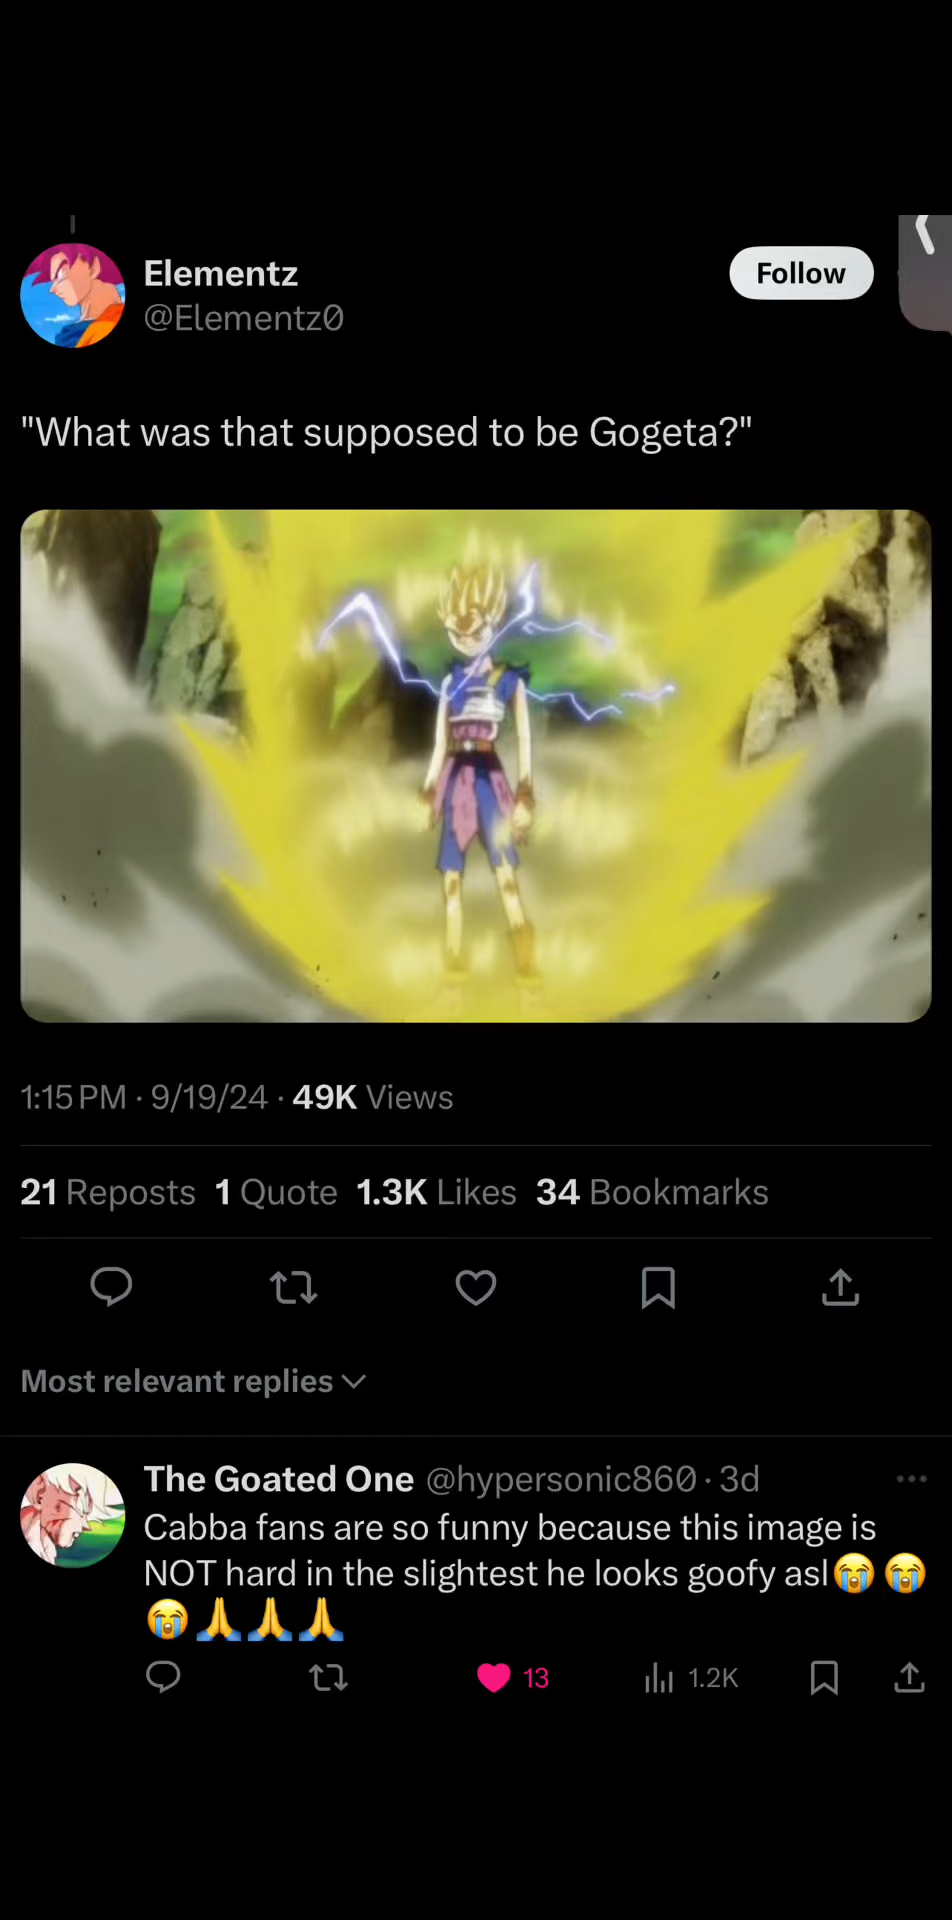 Elementz
Follow
@Elementz0
"What was that supposed to be Gogeta?"
1:15 PM · 9/19/24 · 49K Views
21 Reposts 1 Quote 1.3K Likes 34 Bookmarks
Most relevant replies
The Goated One @hypersonic860 · 3d
Cabba fans are so funny because this image is
NOT hard in the slightest he looks goofy asl😭😭
😭🙏🙏🙏
13 1.2K